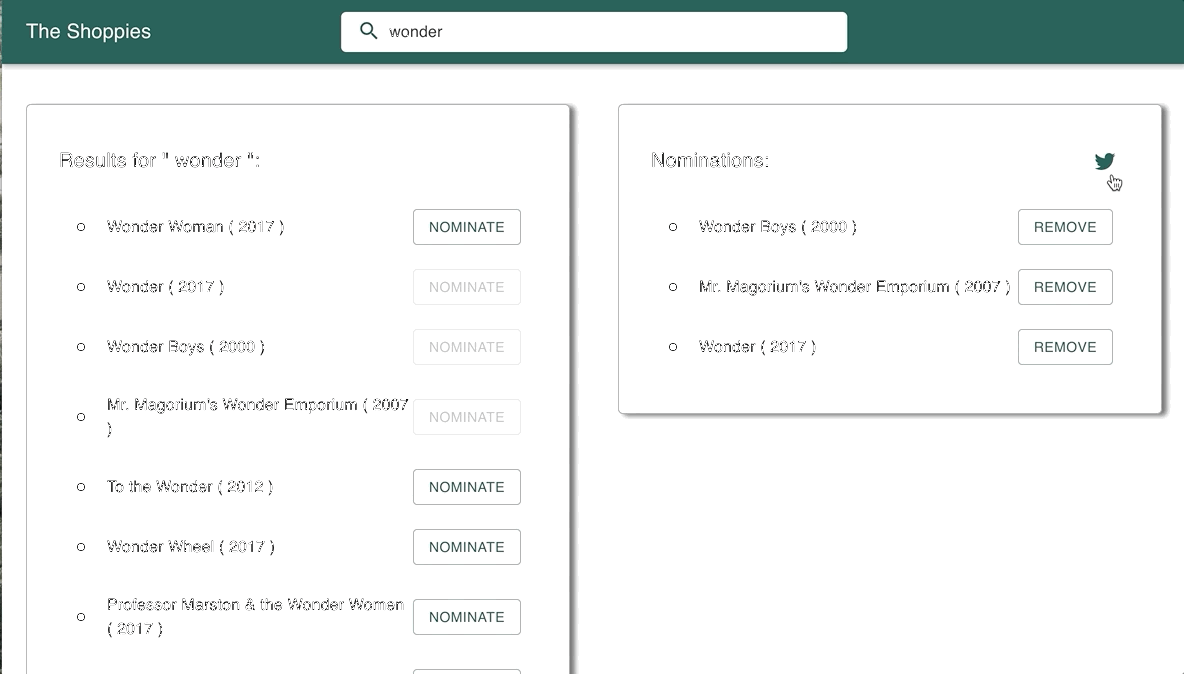 The Shoppies
wonder
Results for " wonder ":
Wonder Woman ( 2017 )
NOMINATE
Wonder ( 2017 )
NOMINATE
Wonder Boys ( 2000 )
NOMINATE
Mr. Magorium's Wonder Emporium ( 2007
)
NOMINATE
To the Wonder ( 2012 )
NOMINATE
Wonder Wheel ( 2017 )
NOMINATE
Professor Marston & the Wonder Women
( 2017 )
NOMINATE
Nominations:
Wonder Boys ( 2000 )
REMOVE
Mr. Magorium's Wonder Emporium ( 2007 )
REMOVE
Wonder ( 2017 )
REMOVE